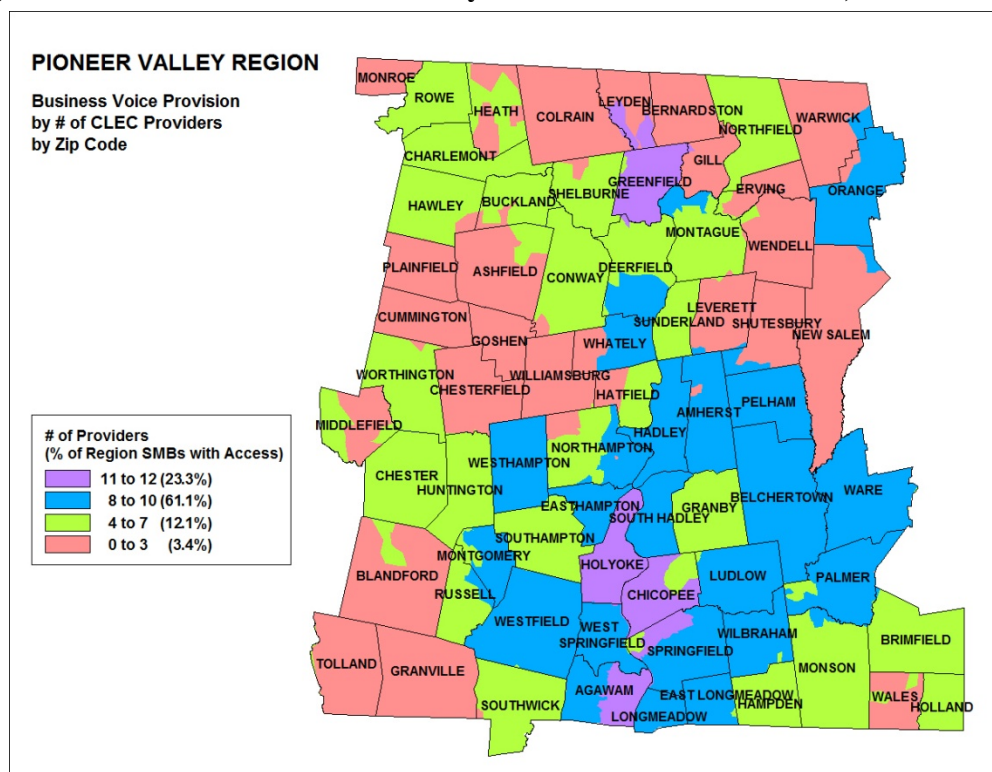 PIONEER VALLEY REGION
Business Voice Provision
by # of CLEC Providers
by Zip Code
MONROE
ROWE
HEATH
COLRAIN
LEYDEN
BERNARDSTON
NORTHFIELD
WARWICK
CHARLEMONT
SHELBURNE
GREENFIELD
GILL
ERVING
ORANGE
HAWLEY
BUCKLAND
MONTAGUE
WENDELL
PLAINFIELD
ASHFIELD
CONWAY
DEERFIELD
CUMMINGTON
GOSHEN
WHATELY
SUNDERLAND
LEVERETT
SHUTESBURY
NEW SALEM
WORTHINGTON
CHESTERFIELD
WILLIAMSBURG
HATFIELD
AMHERST
PELHAM
MIDDLEFIELD
NORTHAMPTON
HADLEY
# of Providers
(% of Region SMBs with Access)
11 to 12 (23.3%)
8 to 10 (61.1%)
4 to 7 (12.1%)
0 to 3 (3.4%)
CHESTER
HUNTINGTON
WESTHAMPTON
EASTHAMPTON
SOUTH HADLEY
GRANBY
BELCHERTOWN
WARE
SOUTHAMPTON
MONTGOMERY
HOLYOKE
BLANDFORD
RUSSELL
CHICOPEE
LUDLOW
PALMER
WESTFIELD
WEST
SPRINGFIELD
SPRINGFIELD
WILBRAHAM
BRIMFIELD
TOLLAND
GRANVILLE
MONSON
SOUTHWICK
AGAWAM
LONGMEADOW
EAST LONGMEADOW
HAMPDEN
WALES
HOLLAND